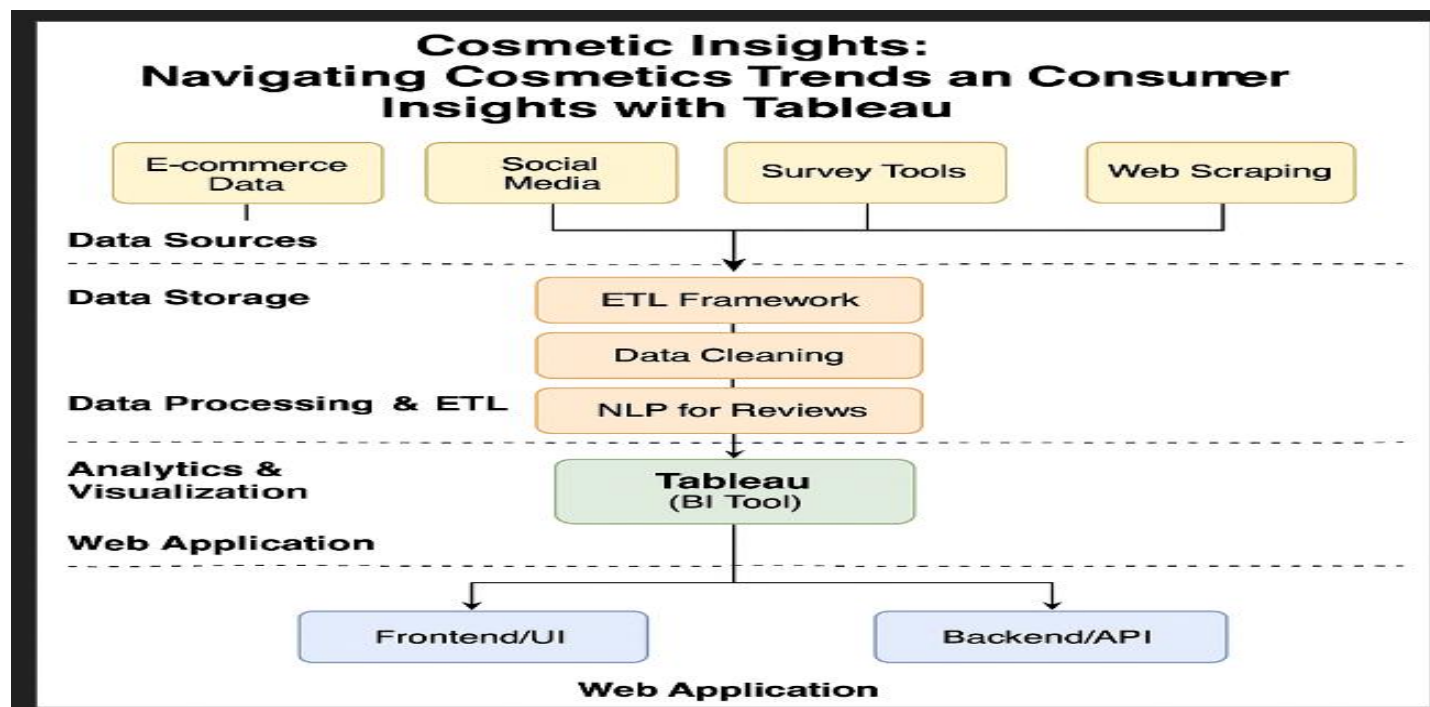 Cosmetic Insights:
Navigating Cosmetics Trends an Consumer
Insights with Tableau
E-commerce
Data
Social
Media
Survey Tools
Web Scraping
Data Sources
Data Storage
ETL Framework
Data Cleaning
Data Processing & ETL
NLP for Reviews
Analytics &
Visualization
Tableau
(BI Tool)
Web Application
Frontend/UI
Backend/API
Web Application